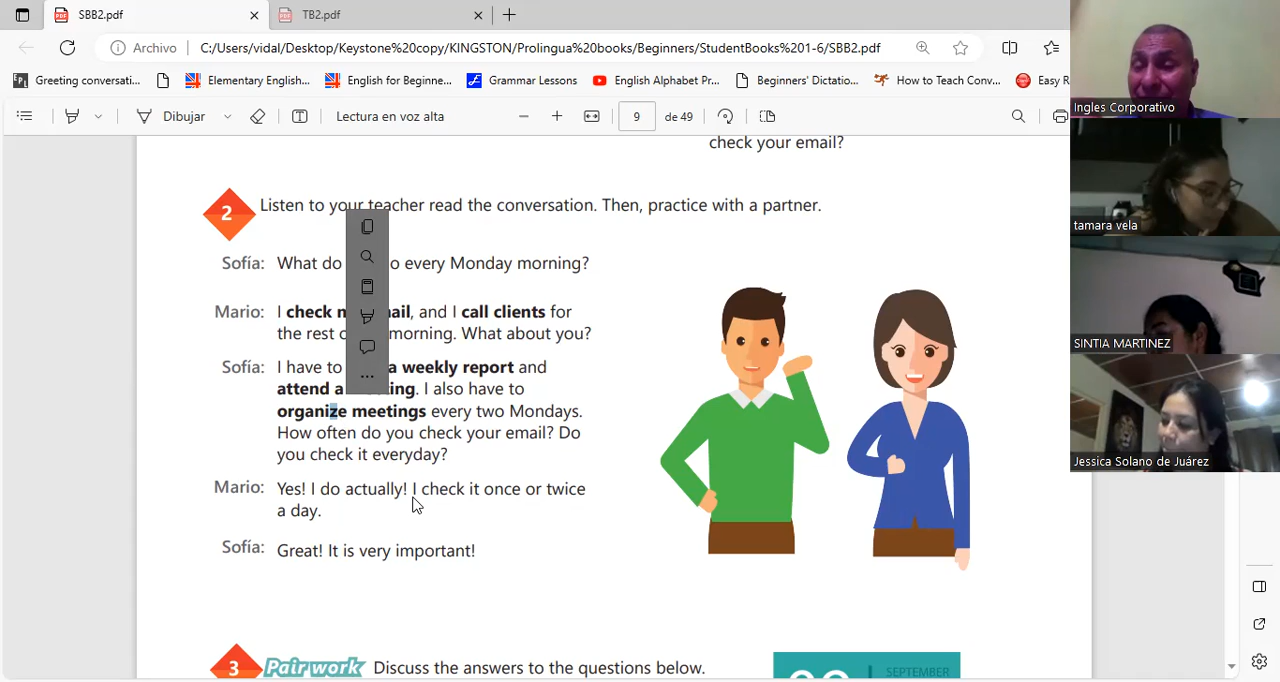 SBB2.pdf
TB2.pdf
Archivo
C:/Users/vidal/Desktop/Keystone%20copy/KINGSTON/Prolingua%20books/Beginners/StudentBooks%201-6/SBB2.pdf
Greeting conversati...
Elementary English...
English for Beginne...
Grammar Lessons
English Alphabet Pr...
Beginners' Dictatio...
How to Teach Conv...
Easy R
Dibujar
Lectura en voz alta
9
de 49
check your email?
2
Listen to your teacher read the conversation. Then, practice with a partner.
Sofía: What do o every Monday morning?
Mario: I check m ail, and I call clients for
the rest morning. What about you?
Sofía: I have to a weekly report and
attend a ing. I also have to
organize meetings every two Mondays.
How often do you check your email? Do
you check it everyday?
Mario: Yes! I do actually! I check it once or twice
a day.
Sofía: Great! It is very important!
3
Pair work
Discuss the answers to the questions below.
SEPTEMBER
Ingles Corporativo
tamara vela
SINTIA MARTINEZ
Jessica Solano de Juárez